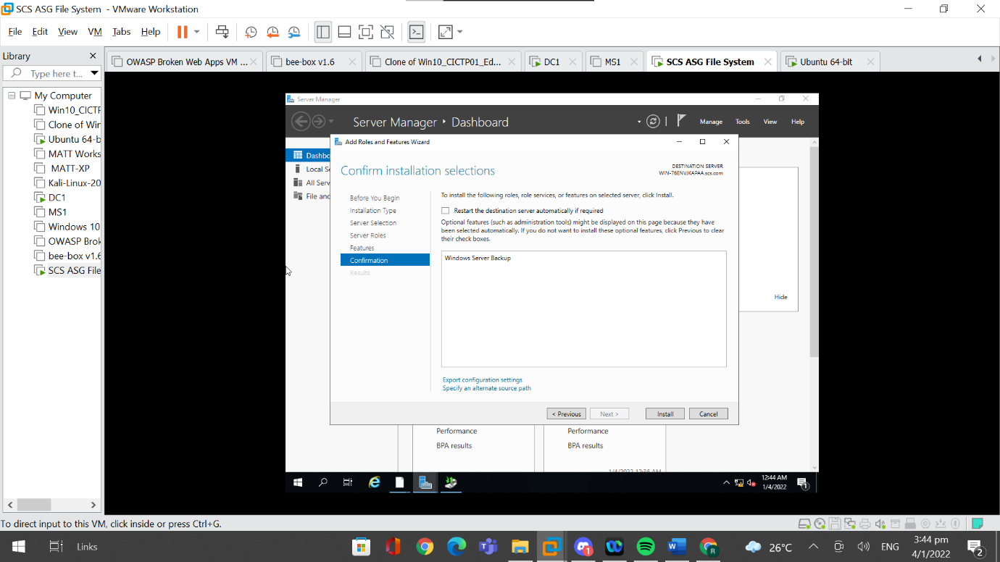 SCS ASG File System - VMware Workstation
File Edit View VM Tabs Help
Library
Type here t...
OWASP Broken Web Apps VM ...
bee-box v1.6
Clone of Win10_CICTP01_Ed...
DC1
MS1
SCS ASG File System
Ubuntu 64-bit
My Computer
Win10_CICTP
Clone of Win
Ubuntu 64-b
MATT Works
MATT-XP
Kali-Linux-20
DC1
MS1
Windows 10
OWASP Brok
bee-box v1.6
SCS ASG File
Server Manager
Server Manager • Dashboard
Manage Tools View Help
Dashbo
Local Se
All Serv
File and
Add Roles and Features Wizard
Confirm installation selections
DESTINATION SERVER
WIN-76ENVJKAPAA.scs.com
Before You Begin
Installation Type
Server Selection
Server Roles
Features
Confirmation
Results
To install the following roles, role services, or features on selected server, click Install.
Restart the destination server automatically if required
Optional features (such as administration tools) might be displayed on this page because they have
been selected automatically. If you do not want to install these optional features, click Previous to clear
their check boxes.
Windows Server Backup
Export configuration settings
Specify an alternate source path
< Previous Next > Install Cancel
Hide
Performance
BPA results
Performance
BPA results
1/4/2022 12:36 AM
12:44 AM
1/4/2022
1
To direct input to this VM, click inside or press Ctrl+G.
Links
1
26°C
ENG
3:44 pm
4/1/2022
2